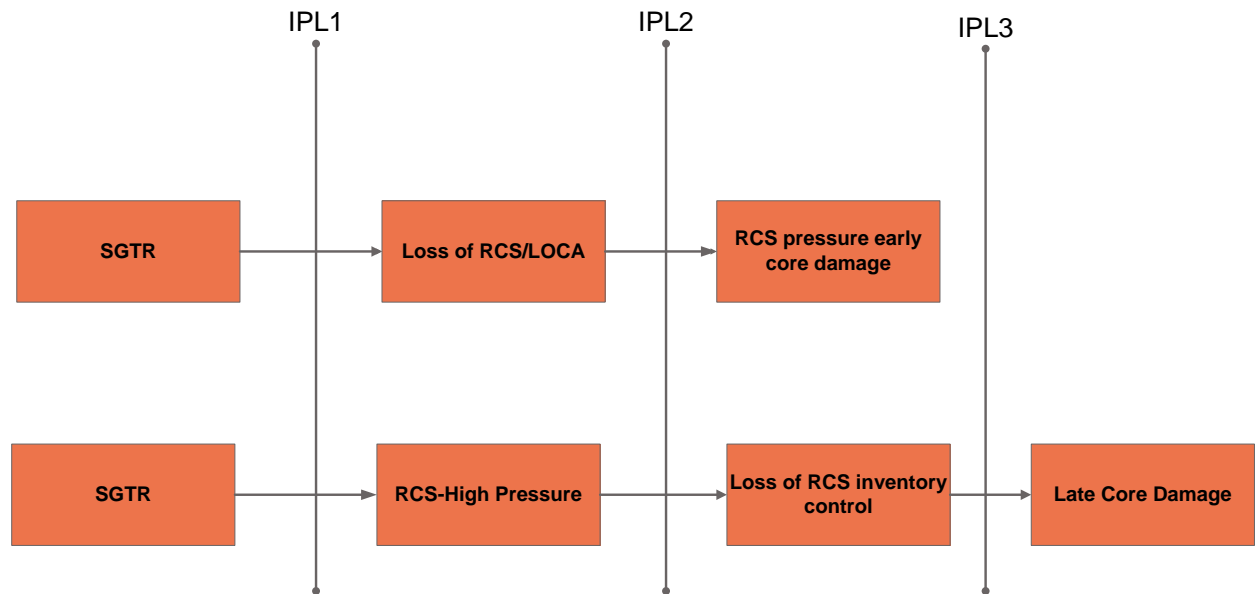 IPL1
IPL2
IPL3
SGTR
Loss of RCS/LOCA
RCS pressure early
core damage
SGTR
RCS-High Pressure
Loss of RCS inventory
control
Late Core Damage